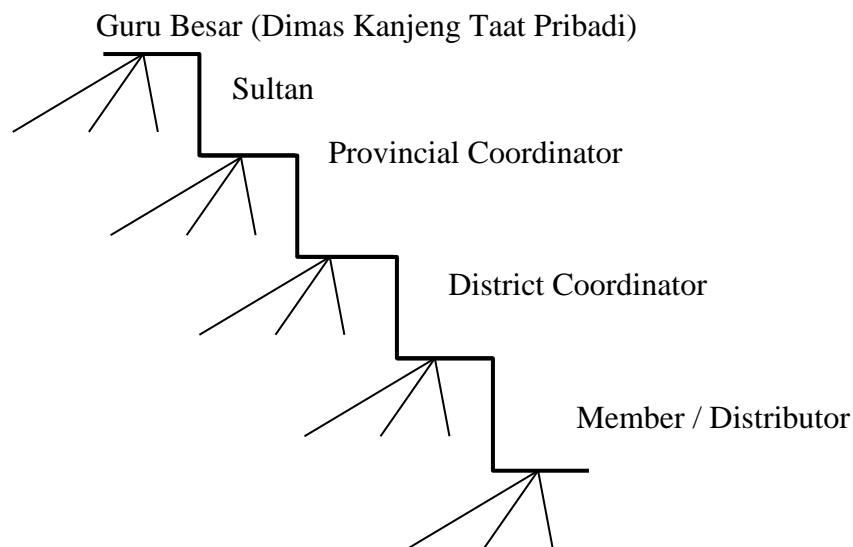 Guru Besar (Dimas Kanjeng Taat Pribadi)
Sultan
Provincial Coordinator
District Coordinator
Member / Distributor